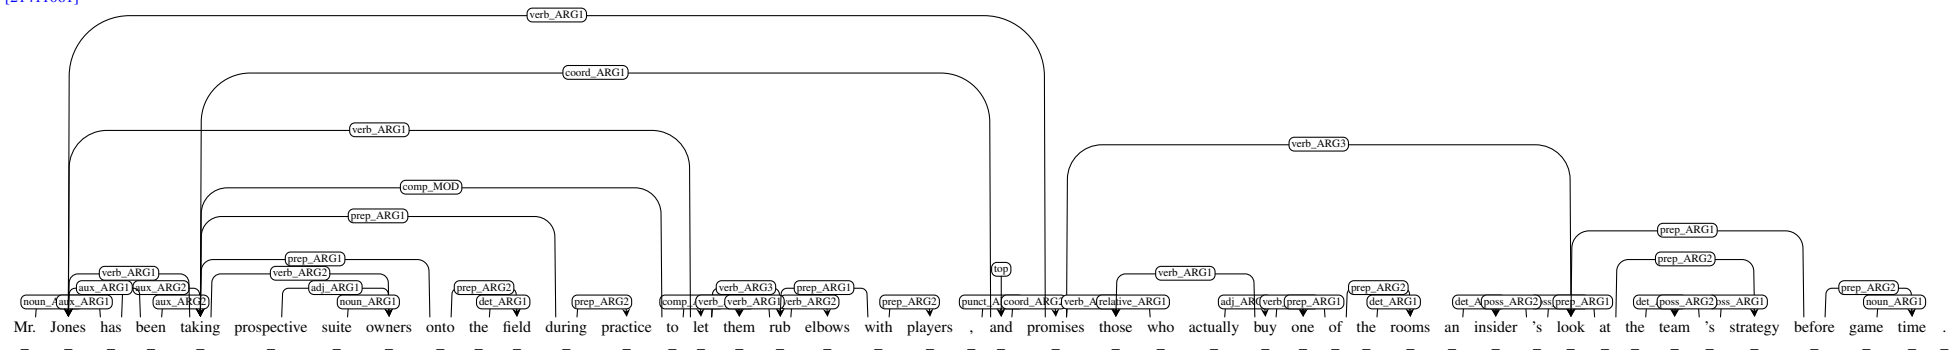 verb_ARG1
coord_ARG1
verb_ARG1
verb_ARG3
comp_MOD
prep_ARG1
prep_ARG1
prep_ARG1
prep_ARG2
top
verb_ARG1 verb_ARG2 verb_ARG1
aux_ARG1 aux_ARG2 adj_ARG1 prep_ARG2 verb_ARG3 prep_ARG1 prep_ARG2 prep_ARG2
aux_ARG1 aux_ARG2 noun_ARG1 det_ARG1 prep_ARG2 verb_ARG1 verb_ARG2 prep_ARG2 coord_ARG2 relative_ARG1 prep_ARG1 det_ARG1 poss_ARG2 prep_ARG1 poss_ARG2 poss_ARG1 noun_ARG1
Mr. Jones has been taking prospective suite owners onto the field during practice to let them rub elbows with players , and promises those who actually buy one of the rooms an insider 's look at the team 's strategy before game time .